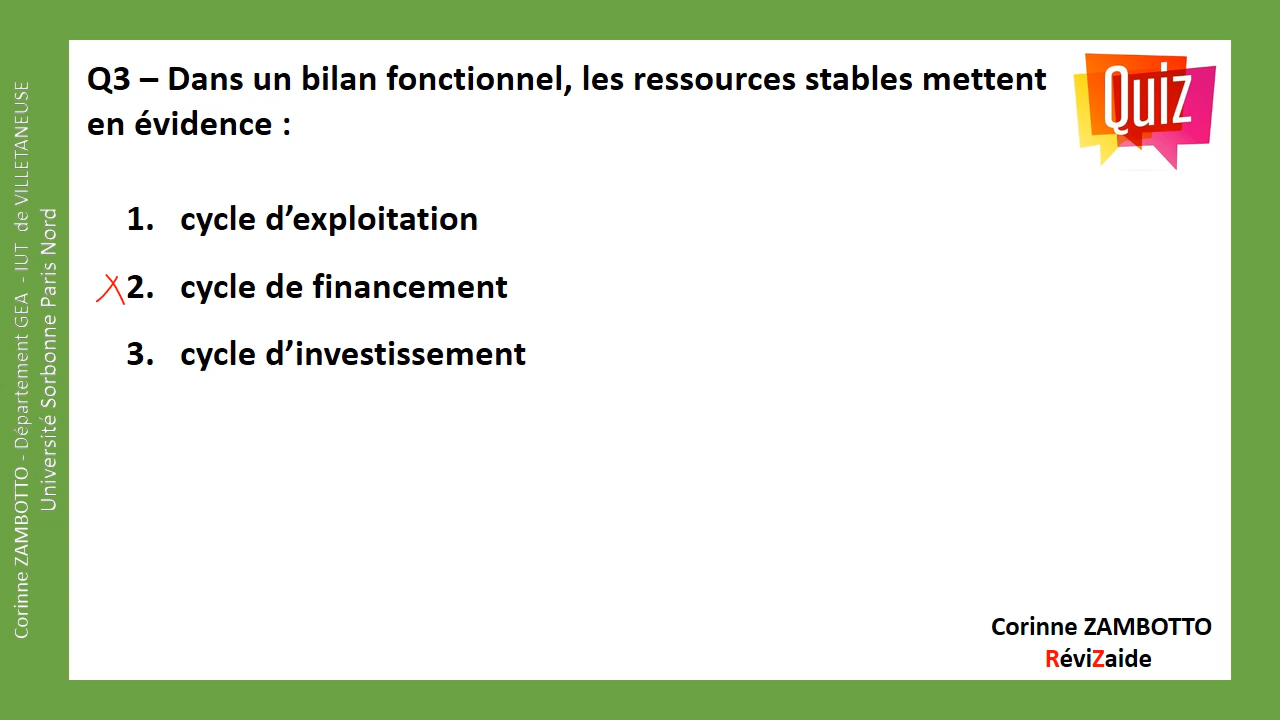 Corinne ZAMBOTTO - Département GEA - IUT de VILLETANEUSE
Université Sorbonne Paris Nord
Q3 – Dans un bilan fonctionnel, les ressources stables mettent
en évidence :
Quiz
1. cycle d’exploitation
X 2. cycle de financement
3. cycle d’investissement
Corinne ZAMBOTTO
RéviZaide